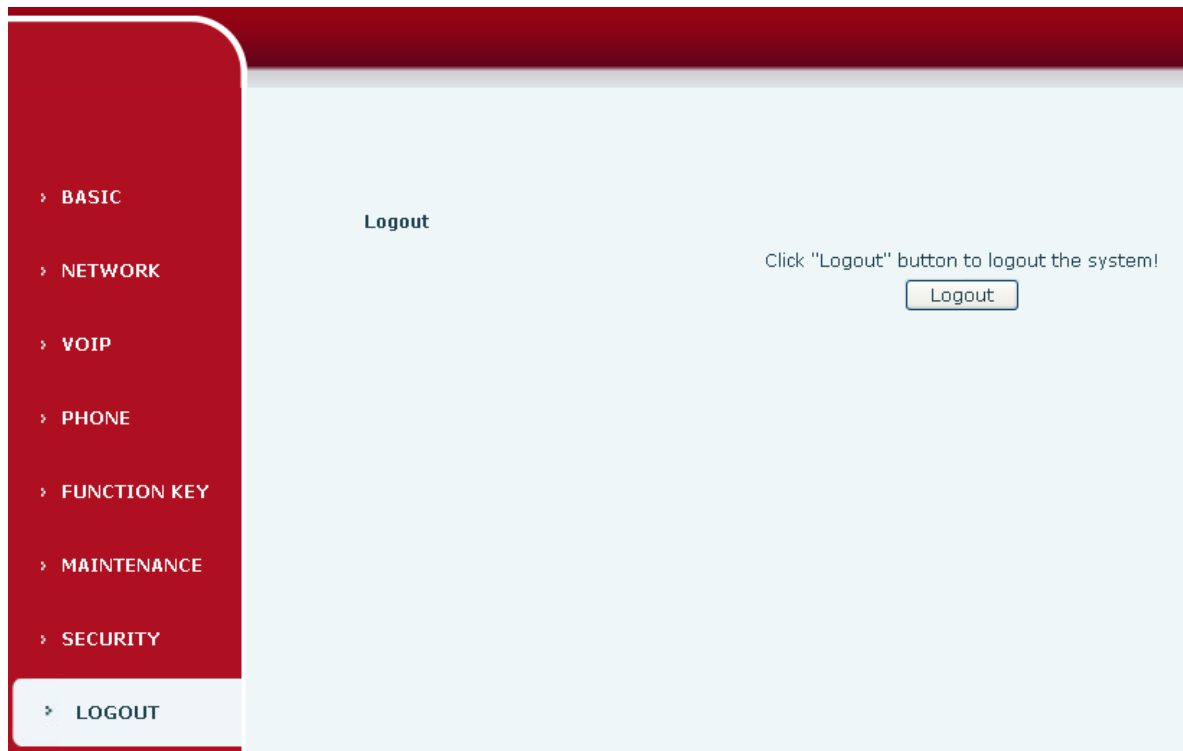 BASIC
NETWORK
VOIP
PHONE
FUNCTION KEY
MAINTENANCE
SECURITY
LOGOUT
Logout
Click "Logout" button to logout the system!
Logout